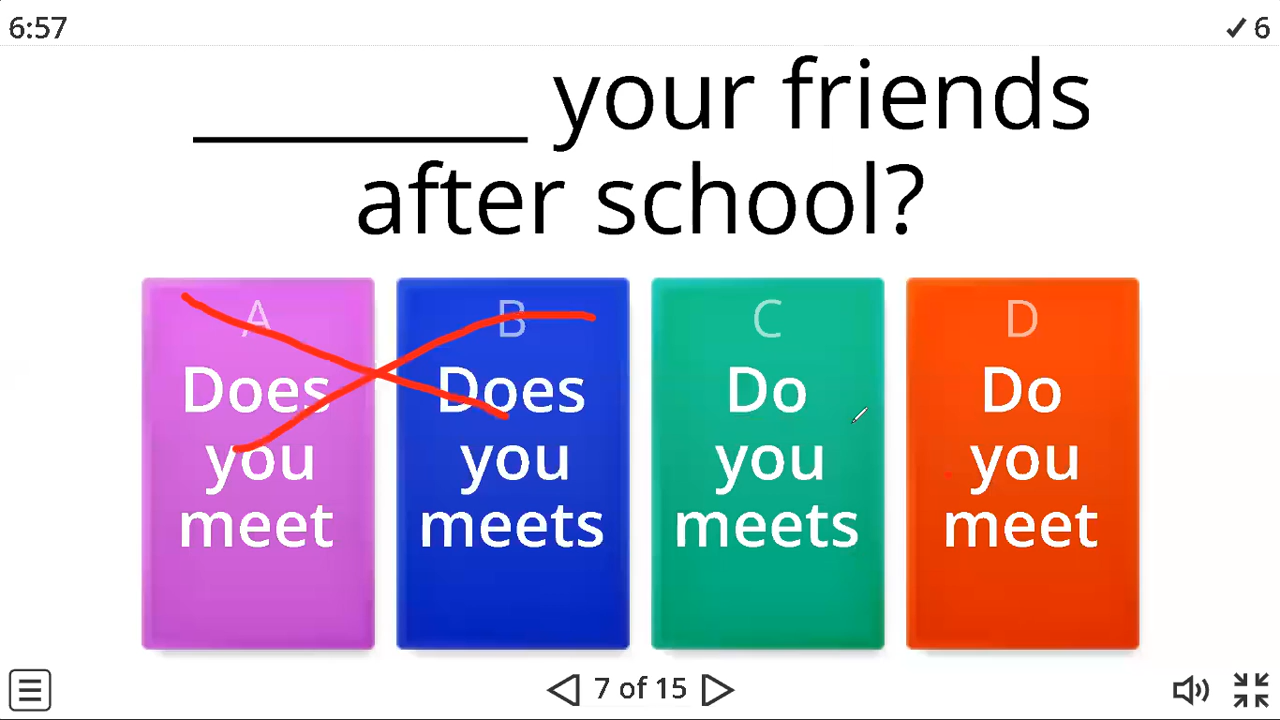 6:57
✓ 6
________ your friends
after school?
A
Does
you
meet
B
Does
you
meets
C
Do
you
meets
D
Do
you
meet
7 of 15